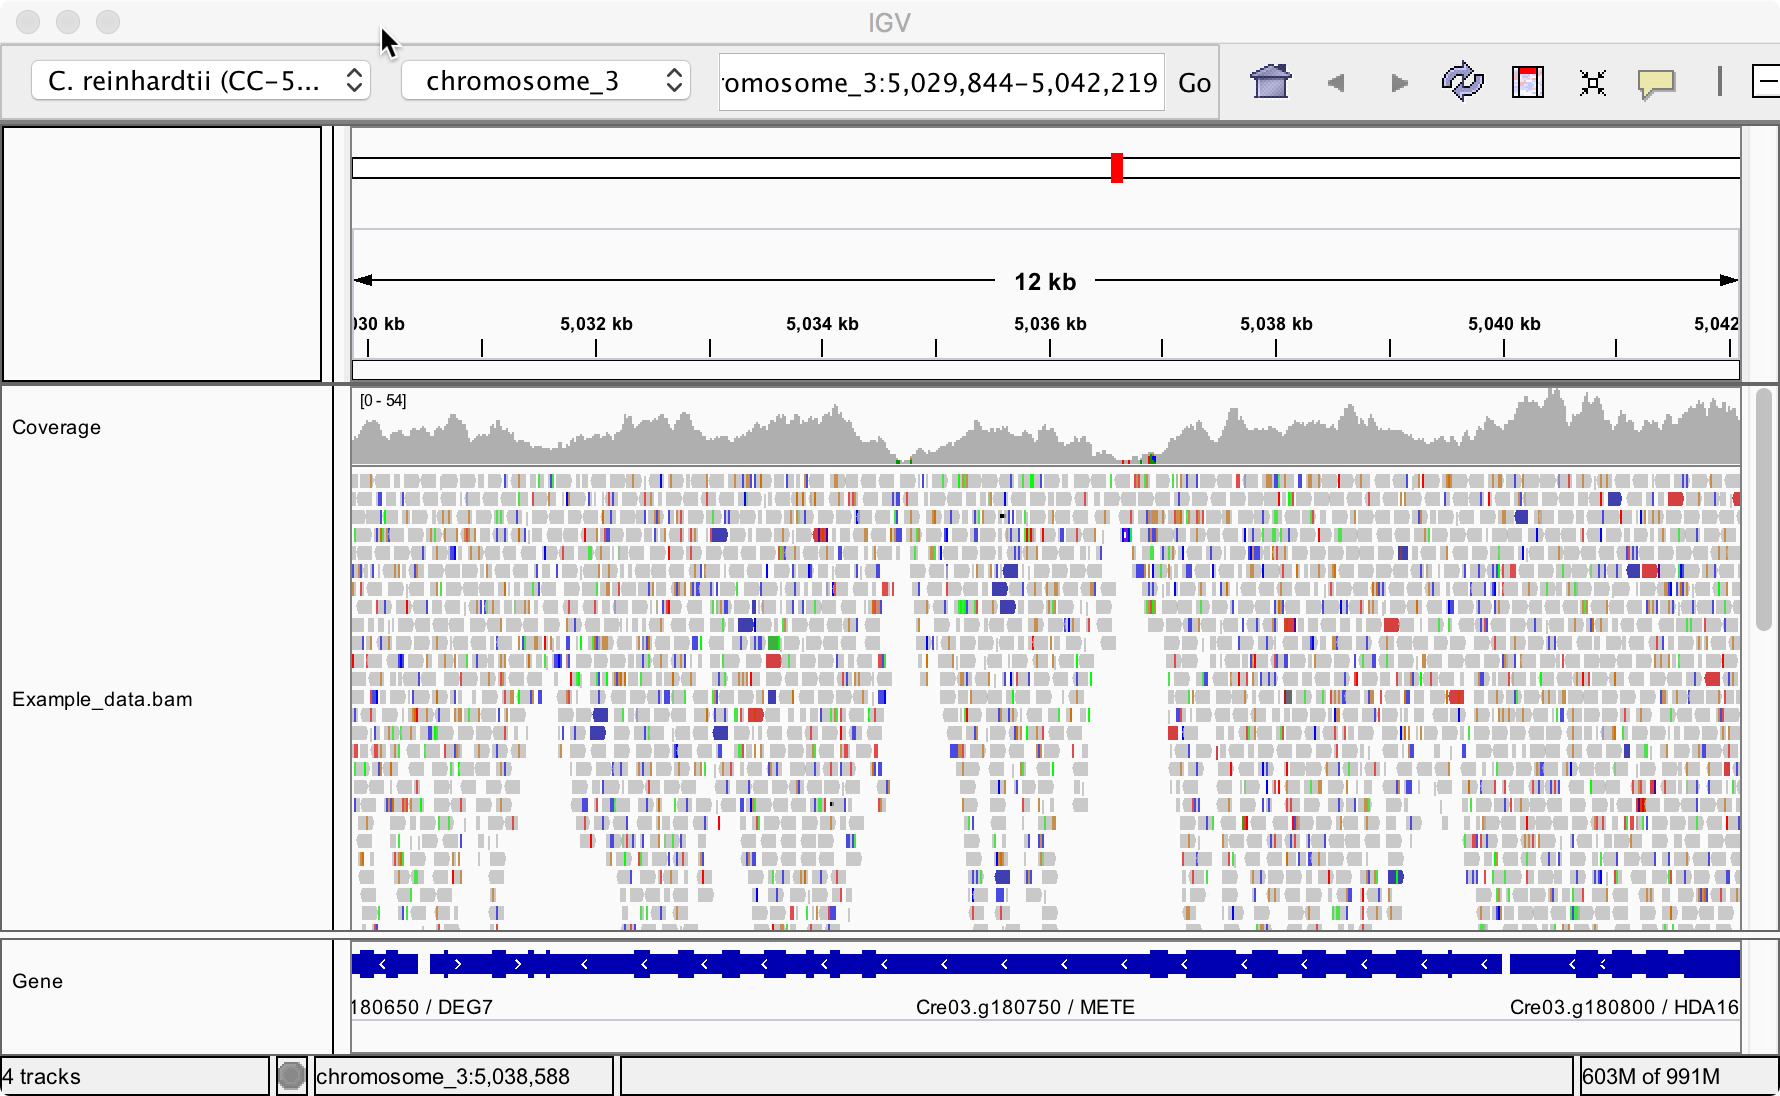 IGV
C. reinhardtii (CC-5... chromosome_3 omosome_3:5,029,844-5,042,219 Go
12 kb
030 kb 5,032 kb 5,034 kb 5,036 kb 5,038 kb 5,040 kb 5,042
[0 - 54]
Coverage
Example_data.bam
Gene
180650 / DEG7 Cre03.g180750 / METE Cre03.g180800 / HDA16
4 tracks chromosome_3:5,038,588 603M of 991M